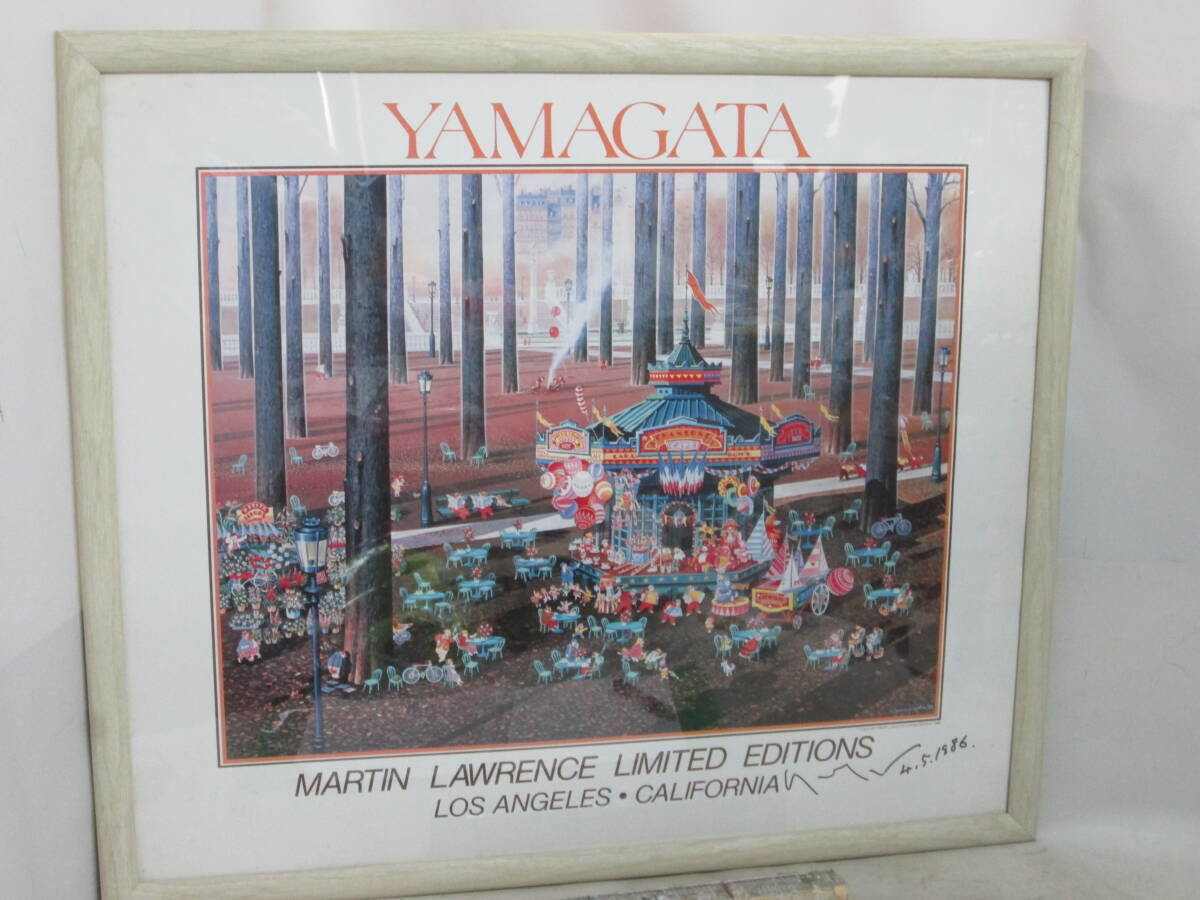 YAMAGATA
MARTIN LAWRENCE LIMITED EDITIONS
LOS ANGELES • CALIFORNIA
4.5.1986.